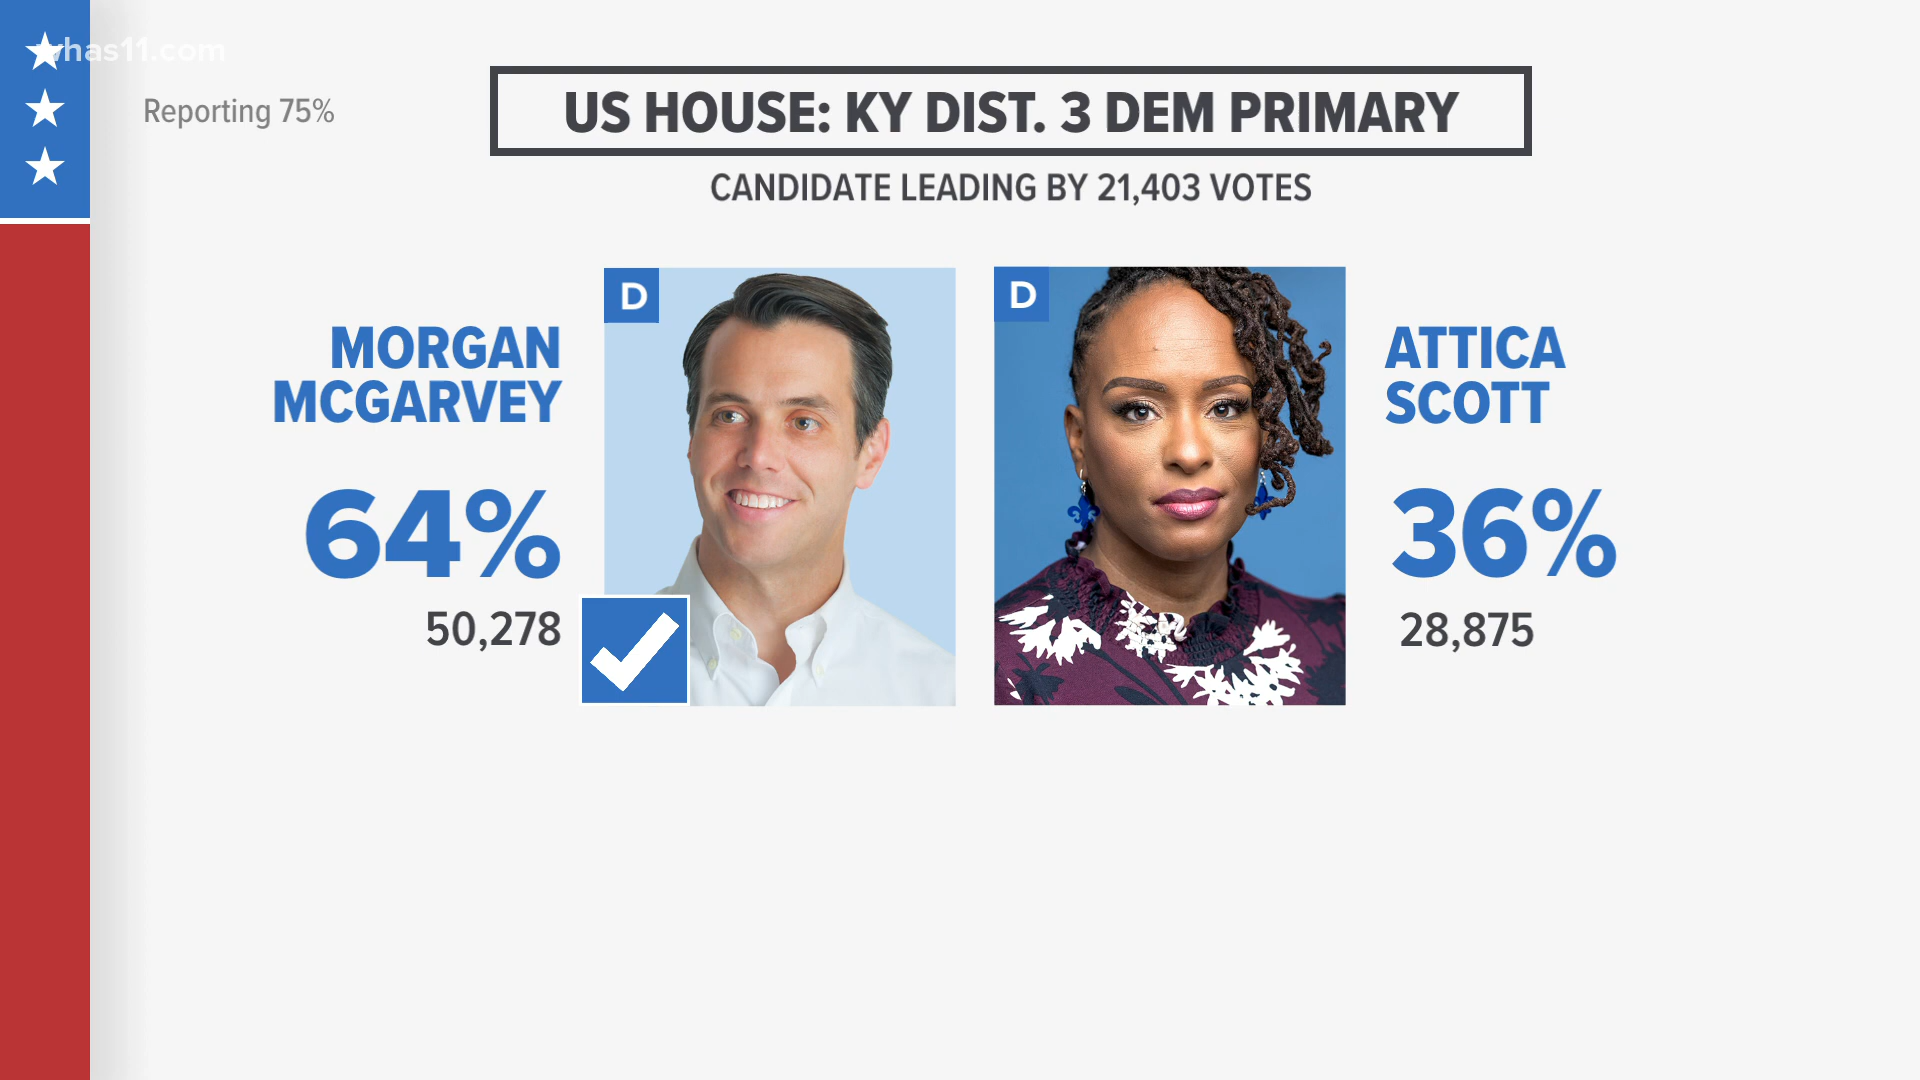 whas11.com
Reporting 75%
US HOUSE: KY DIST. 3 DEM PRIMARY
CANDIDATE LEADING BY 21,403 VOTES
D
MORGAN
MCGARVEY
64%
50,278
D
ATTICA
SCOTT
36%
28,875